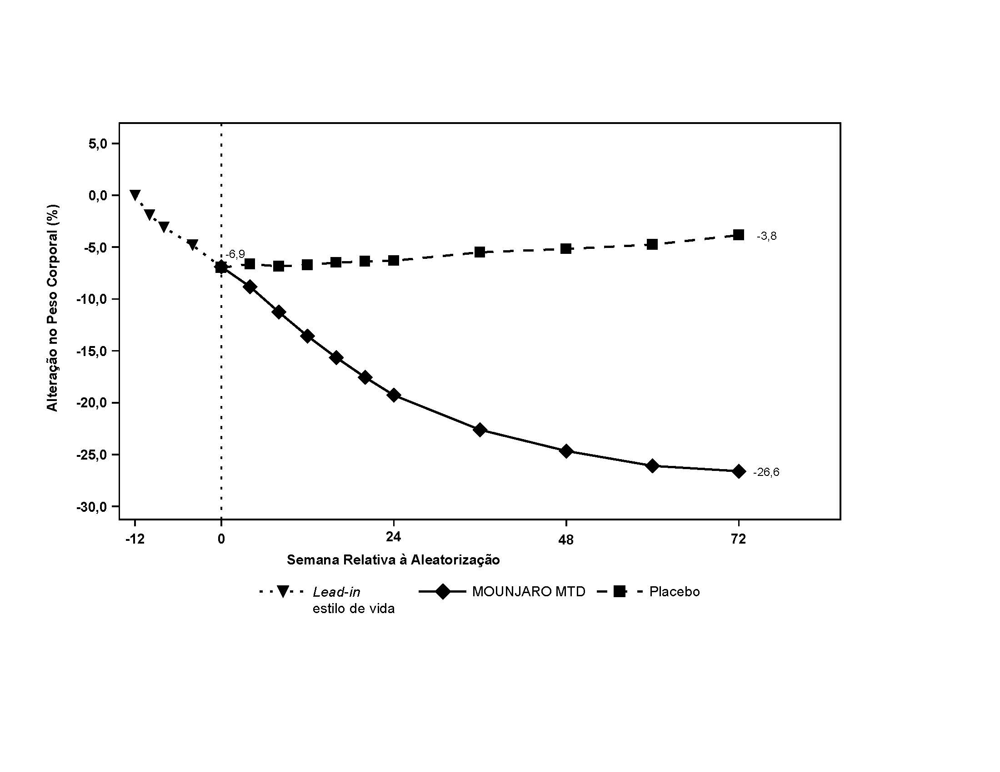 5,0
0,0
-5,0
-10,0
-15,0
-20,0
-25,0
-30,0
Alteração no Peso Corporal (%)
-6,9
-3,8
-26,6
-12 0 24 48 72
Semana Relativa à Aleatorização
Lead-in MOUNJARO MTD Placebo
estilo de vida